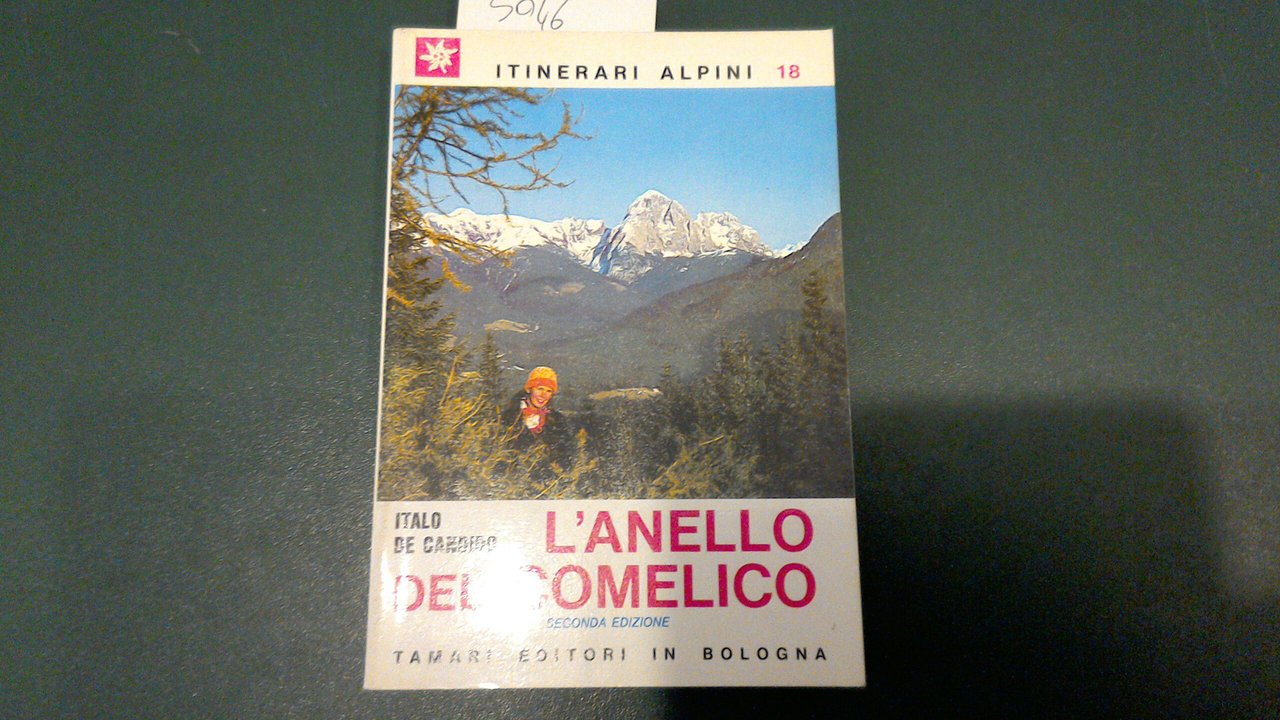 5046
ITINERARI ALPINI 18
ITALO
DE CANDIDO
L'ANELLO
DEL COMELICO
SECONDA EDIZIONE
TAMARI EDITORI IN BOLOGNA